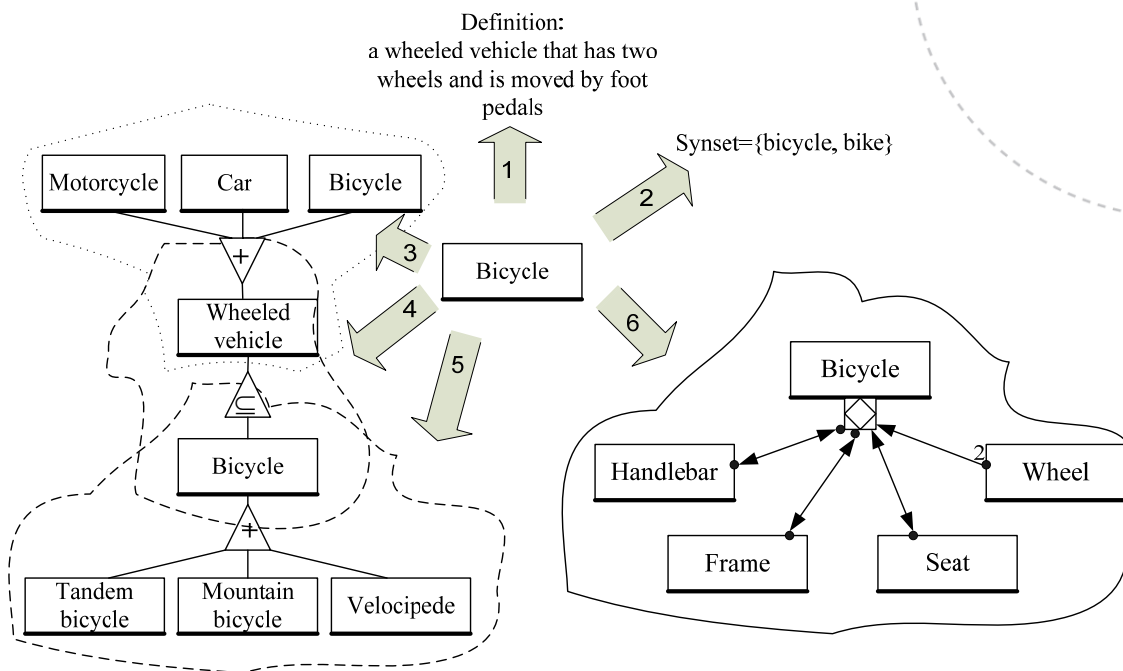 Definition:
a wheeled vehicle that has two
wheels and is moved by foot
pedals
1
Synset={bicycle, bike}
2
Motorcycle
Car
Bicycle
+
3
Bicycle
Wheeled
vehicle
4
5
6
⊆
Bicycle
+
Tandem
bicycle
Mountain
bicycle
Velocipede
Bicycle
Handlebar
2
Wheel
Frame
Seat